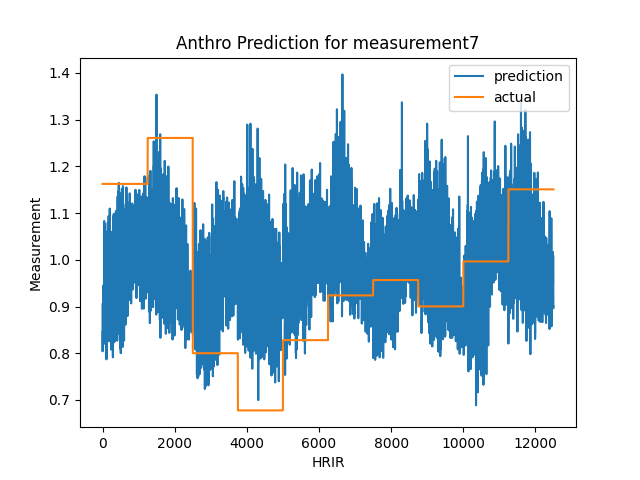 Anthro Prediction for measurement7
prediction
actual
Measurement
1.4
1.3
1.2
1.1
1.0
0.9
0.8
0.7
0 2000 4000 6000 8000 10000 12000
HRIR